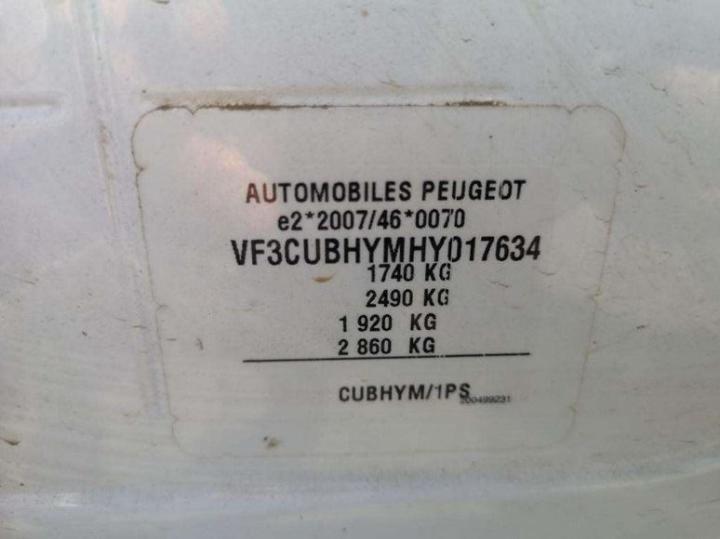 AUTOMOBILES PEUGEOT
e2*2007/46*0070
VF3CUBHYMHY017634
1740 KG
2490 KG
1 920 KG
2 860 KG
CUBHYM/1PS
200499231